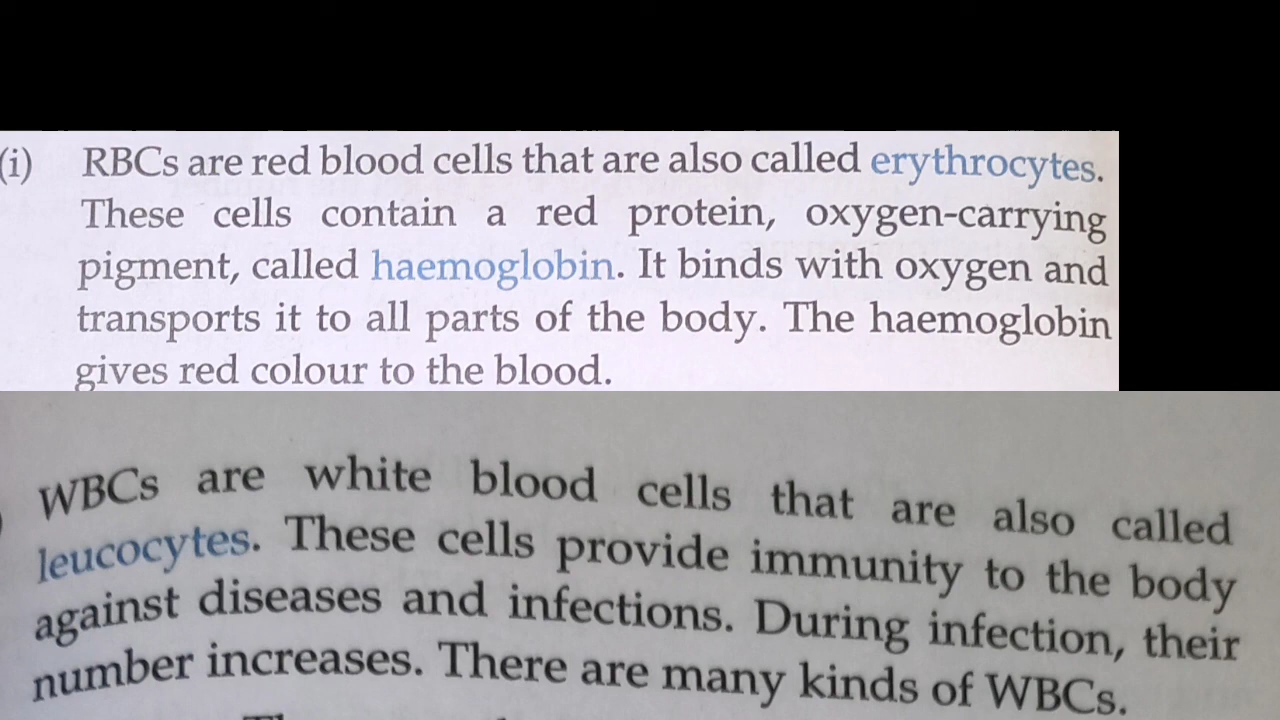 (i) RBCs are red blood cells that are also called erythrocytes.
These cells contain a red protein, oxygen-carrying
pigment, called haemoglobin. It binds with oxygen and
transports it to all parts of the body. The haemoglobin
gives red colour to the blood.
WBCs are white blood cells that are also called
leucocytes. These cells provide immunity to the body
against diseases and infections. During infection, their
number increases. There are many kinds of WBCs.